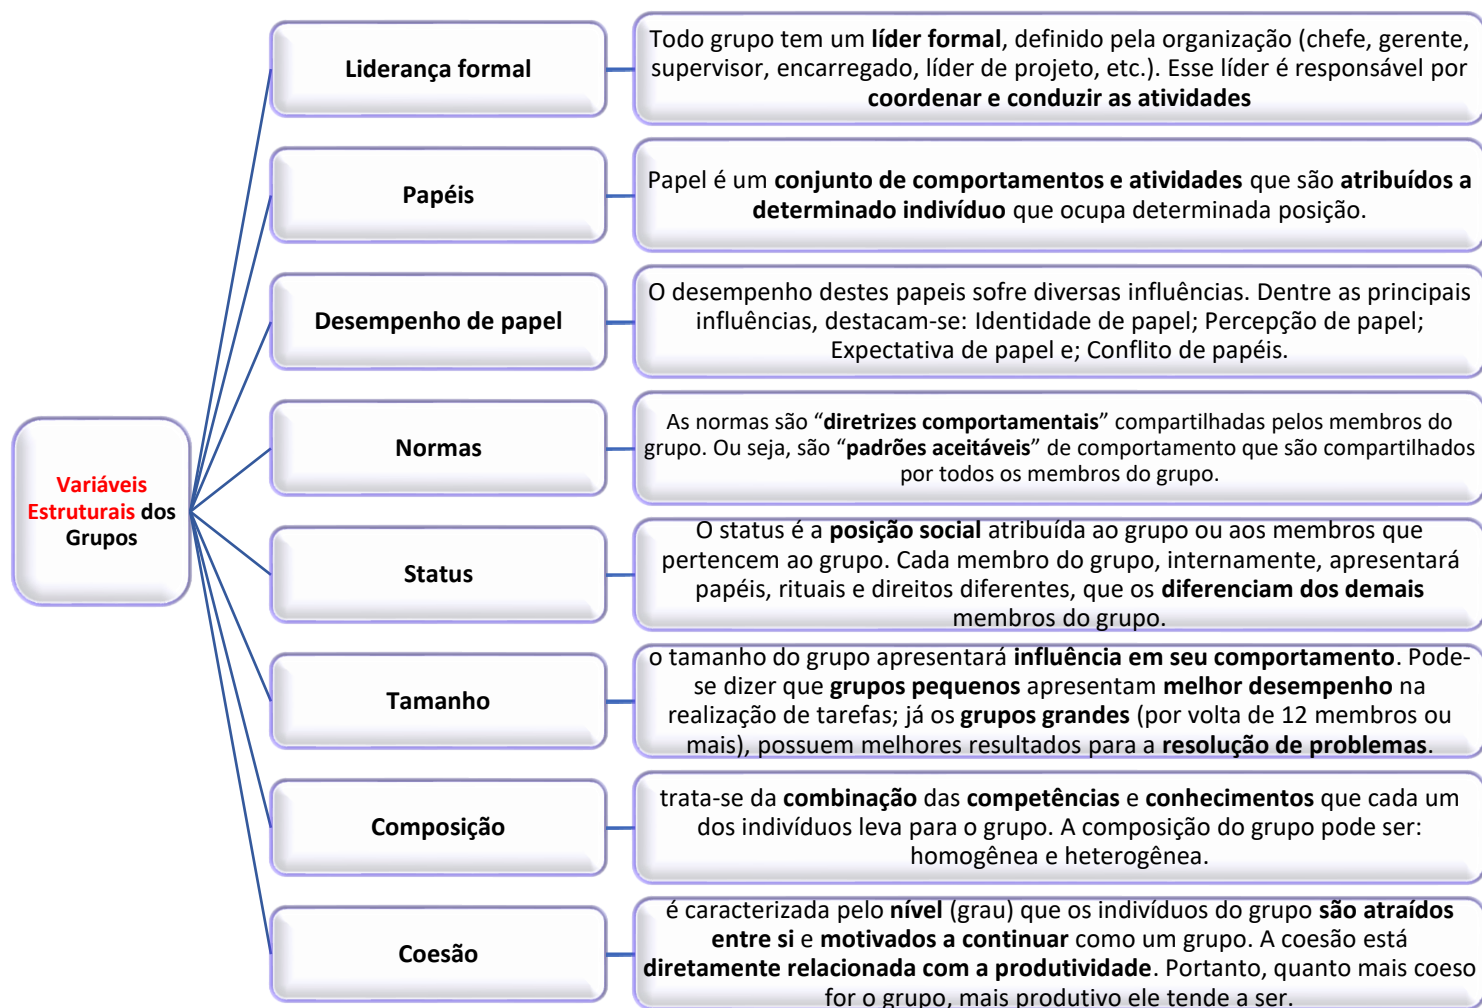 Variáveis
Estruturais dos
Grupos
Liderança formal
Todo grupo tem um líder formal, definido pela organização (chefe, gerente,
supervisor, encarregado, líder de projeto, etc.). Esse líder é responsável por
coordenar e conduzir as atividades
Papéis
Papel é um conjunto de comportamentos e atividades que são atribuídos a
determinado indivíduo que ocupa determinada posição.
Desempenho de papel
O desempenho destes papeis sofre diversas influências. Dentre as principais
influências, destacam-se: Identidade de papel; Percepção de papel;
Expectativa de papel e; Conflito de papéis.
Normas
As normas são “diretrizes comportamentais” compartilhadas pelos membros do
grupo. Ou seja, são “padrões aceitáveis” de comportamento que são compartilhados
por todos os membros do grupo.
Status
O status é a posição social atribuída ao grupo ou aos membros que
pertencem ao grupo. Cada membro do grupo, internamente, apresentará
papéis, rituais e direitos diferentes, que os diferenciam dos demais
membros do grupo.
Tamanho
o tamanho do grupo apresentará influência em seu comportamento. Pode-
se dizer que grupos pequenos apresentam melhor desempenho na
realização de tarefas; já os grupos grandes (por volta de 12 membros ou
mais), possuem melhores resultados para a resolução de problemas.
Composição
trata-se da combinação das competências e conhecimentos que cada um
dos indivíduos leva para o grupo. A composição do grupo pode ser:
homogênea e heterogênea.
Coesão
é caracterizada pelo nível (grau) que os indivíduos do grupo são atraídos
entre si e motivados a continuar como um grupo. A coesão está
diretamente relacionada com a produtividade. Portanto, quanto mais coeso
for o grupo, mais produtivo ele tende a ser.